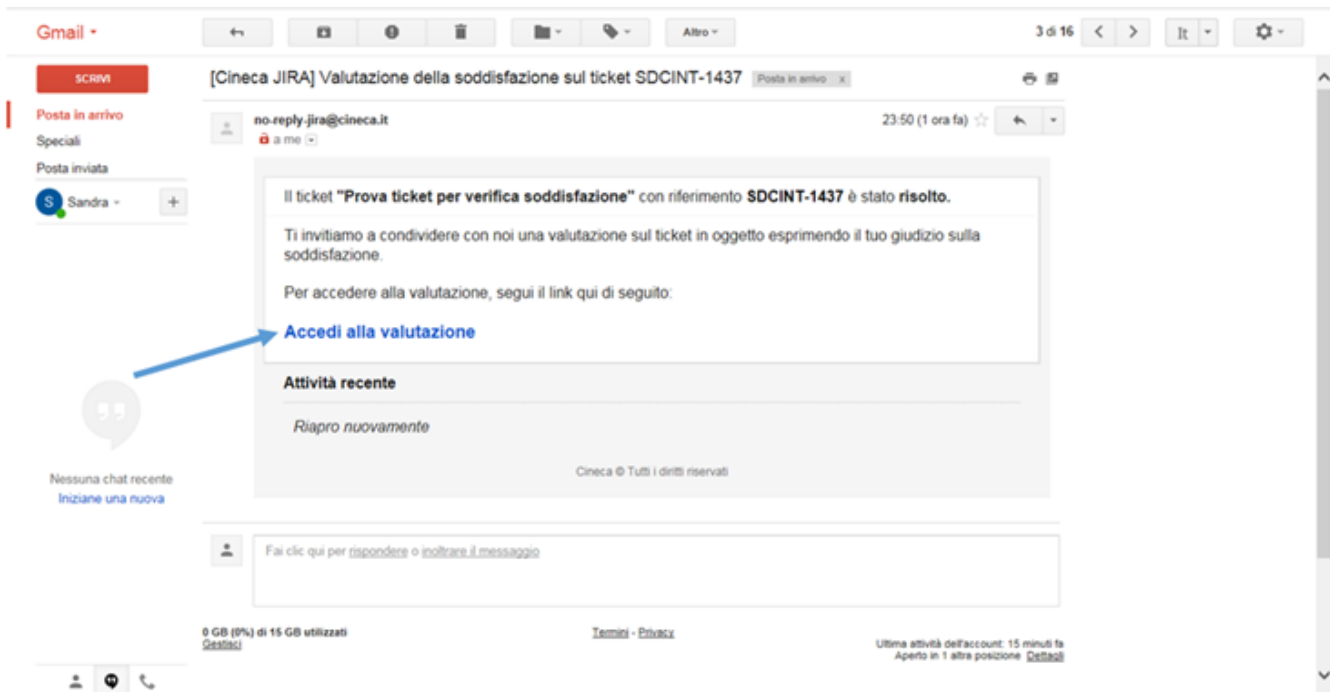 Gmail
Altro
3 di 16
It
SCRIVI
[Cineca JIRA] Valutazione della soddisfazione sul ticket SDCINT-1437
Posta in arrivo x
Posta in arrivo
Speciali
Posta inviata
S Sandra
+
no-reply-jira@cineca.it
23:50 (1 ora fa)
a me
Il ticket "Prova ticket per verifica soddisfazione" con riferimento SDCINT-1437 è stato risolto.
Ti invitiamo a condividere con noi una valutazione sul ticket in oggetto esprimendo il tuo giudizio sulla
soddisfazione.
Per accedere alla valutazione, segui il link qui di seguito:
Accedi alla valutazione
Attività recente
Riapro nuovamente
Cineca © Tutti i diritti riservati
Nessuna chat recente
Iniziane una nuova
Fai clic qui per rispondere o inoltrare il messaggio
0 GB (0%) di 15 GB utilizzati
Gestisci
Termini - Privacy
Ultima attività dell'account: 15 minuti fa
Aperto in 1 altra posizione Dettagli